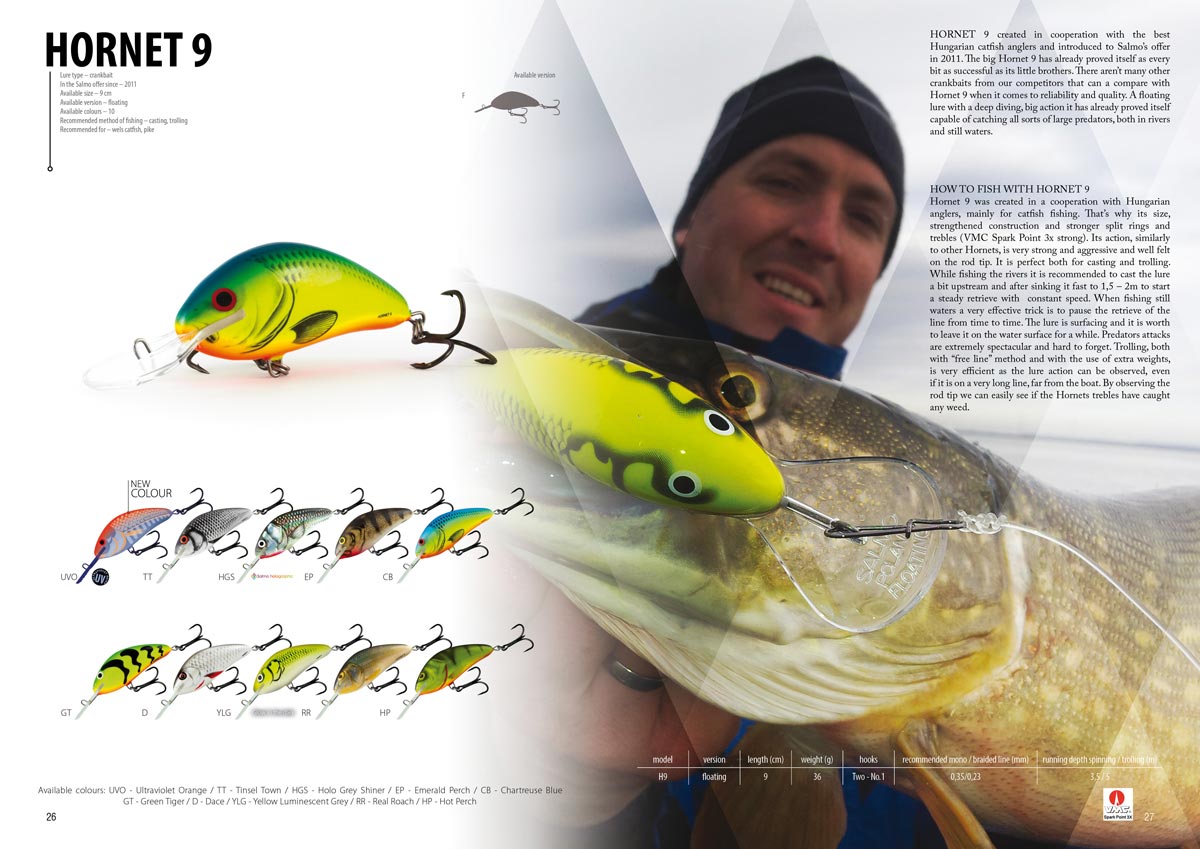 HORNET 9
Lure type – crankbait
In the Salmo offer since – 2011
Available size – 9 cm
Available version – floating
Available colours – 10
Recommended method of fishing – casting, trolling
Recommended for – wels catfish, pike
Available version
F
HORNET 9 created in cooperation with the best
Hungarian catfish anglers and introduced to Salmo's offer
in 2011. The big Hornet 9 has already proved itself as every
bit as successful as its little brothers. There aren't many other
crankbaits from our competitors that can a compare with
Hornet 9 when it comes to reliability and quality. A floating
lure with a deep diving, big action it has already proved itself
capable of catching all sorts of large predators, both in rivers
and still waters.
HOW TO FISH WITH HORNET 9
Hornet 9 was created in a cooperation with Hungarian
anglers, mainly for catfish fishing. That's why its size,
strengthened construction and stronger split rings and
trebles (VMC Spark Point 3x strong). Its action, similarly
to other Hornets, is very strong and aggressive and well felt
on the rod tip. It is perfect both for casting and trolling.
While fishing the rivers it is recommended to cast the lure
a bit upstream and after sinking it fast to 1,5 – 2m to start
a steady retrieve with constant speed. When fishing still
waters a very effective trick is to pause the retrieve of the
line from time to time. The lure is surfacing and it is worth
to leave it on the water surface for a while. Predators attacks
are extremely spectacular and hard to forget. Trolling, both
with "free line" method and with the use of extra weights,
is very efficient as the lure action can be observed, even
if it is on a very long line, far from the boat. By observing the
rod tip we can easily see if the Hornets trebles have caught
any weed.
HORNET 9
NEW
COLOUR
UVO UV TT HGS Salmo holographic EP CB
GT D YLG RR HP
SALMO
POLAND
FLOATING
model version length (cm) weight (g) hooks recommended mono / braided line (mm) running depth spinning / trolling (m)
H9 floating 9 36 Two - No.1 0,35/0,23 3.5 / 5
Available colours: UVO - Ultraviolet Orange / TT - Tinsel Town / HGS - Holo Grey Shiner / EP - Emerald Perch / CB - Chartreuse Blue
GT - Green Tiger / D - Dace / YLG - Yellow Luminescent Grey / RR - Real Roach / HP - Hot Perch
VMC
Spark Point 3X
26
27